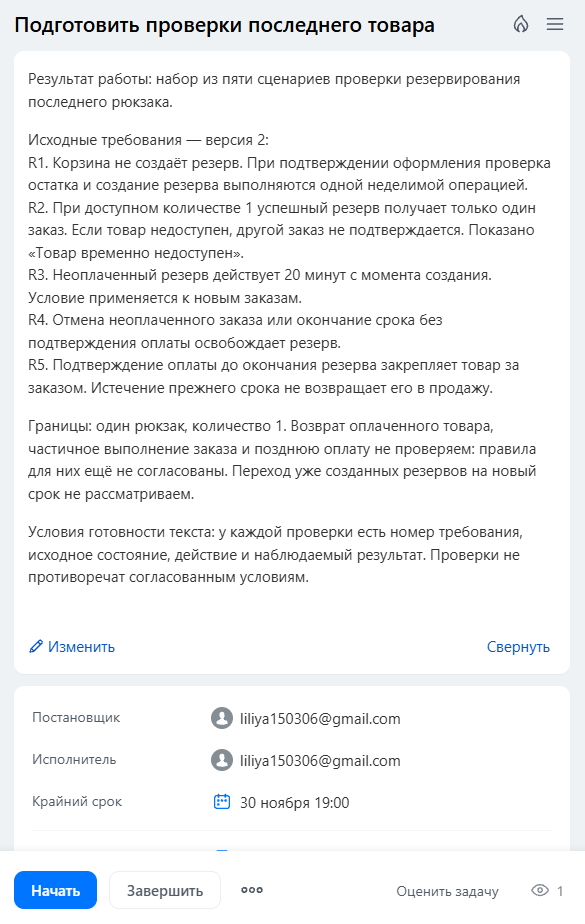 Подготовить проверки последнего товара
Результат работы: набор из пяти сценариев проверки резервирования
последнего рюкзака.
Исходные требования — версия 2:
R1. Корзина не создаёт резерв. При подтверждении оформления проверка
остатка и создание резерва выполняются одной неделимой операцией.
R2. При доступном количестве 1 успешный резерв получает только один
заказ. Если товар недоступен, другой заказ не подтверждается. Показано
«Товар временно недоступен».
R3. Неоплаченный резерв действует 20 минут с момента создания.
Условие применяется к новым заказам.
R4. Отмена неоплаченного заказа или окончание срока без
подтверждения оплаты освобождает резерв.
R5. Подтверждение оплаты до окончания резерва закрепляет товар за
заказом. Истечение прежнего срока не возвращает его в продажу.
Границы: один рюкзак, количество 1. Возврат оплаченного товара,
частичное выполнение заказа и позднюю оплату не проверяем: правила
для них ещё не согласованы. Переход уже созданных резервов на новый
срок не рассматриваем.
Условия готовности текста: у каждой проверки есть номер требования,
исходное состояние, действие и наблюдаемый результат. Проверки не
противоречат согласованным условиям.
Изменить Свернуть
Постановщик liliya150306@gmail.com
Исполнитель liliya150306@gmail.com
Крайний срок 30 ноября 19:00
Начать Завершить Оценить задачу 1